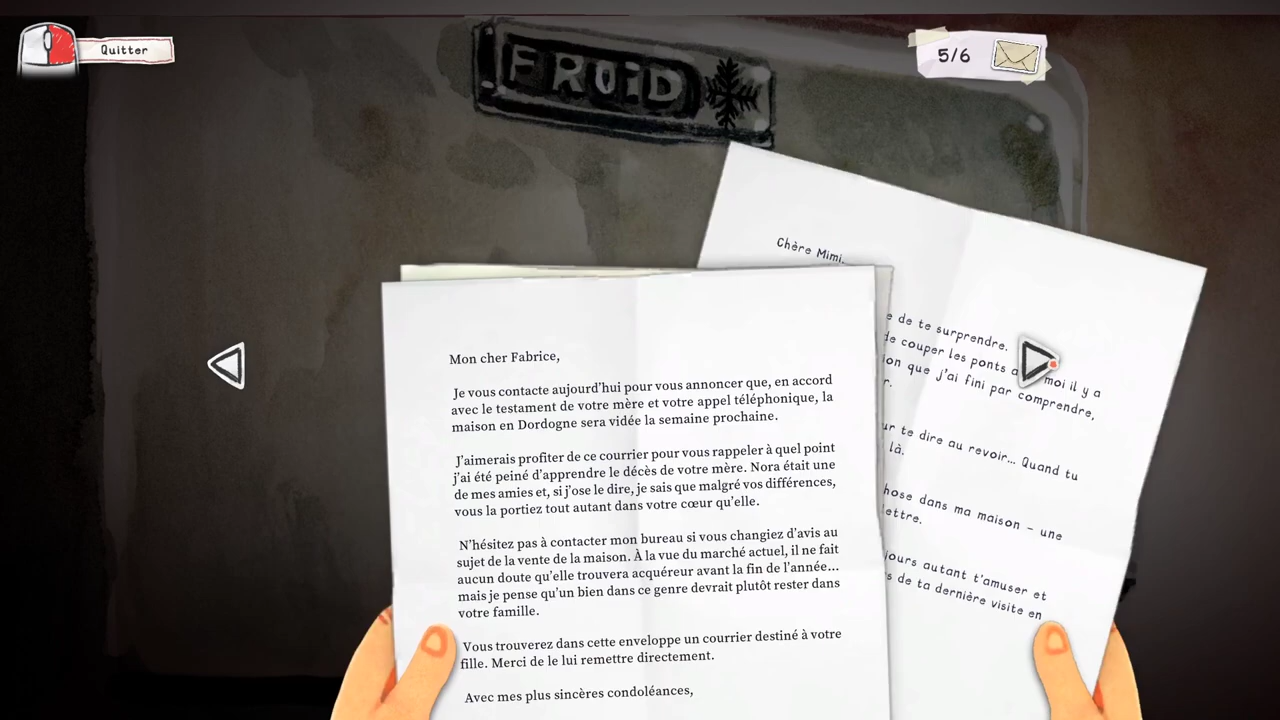 Quitter
FROID
5/6
Chère Mimi,
Mon cher Fabrice,
Je vous contacte aujourd'hui pour vous annoncer que, en accord
avec le testament de votre mère et votre appel téléphonique, la
maison en Dordogne sera vidée la semaine prochaine.
J'aimerais profiter de ce courrier pour vous rappeler à quel point
j'ai été peiné d'apprendre le décès de votre mère. Nora était une
de mes amies et, si j'ose le dire, je sais que malgré vos différences,
vous la portiez tout autant dans votre cœur qu'elle.
N'hésitez pas à contacter mon bureau si vous changiez d'avis au
sujet de la vente de la maison. À la vue du marché actuel, il ne fait
aucun doute qu'elle trouvera acquéreur avant la fin de l'année...
mais je pense qu'un bien dans ce genre devrait plutôt rester dans
votre famille.
Vous trouverez dans cette enveloppe un courrier destiné à votre
fille. Merci de le lui remettre directement.
Avec mes plus sincères condoléances,
de te surprendre.
de couper les ponts a moi il y a
que j'ai fini par comprendre,
te dire au revoir... Quand tu
là.
dans ma maison – une
lettre.
autant t'amuser et
de ta dernière visite en